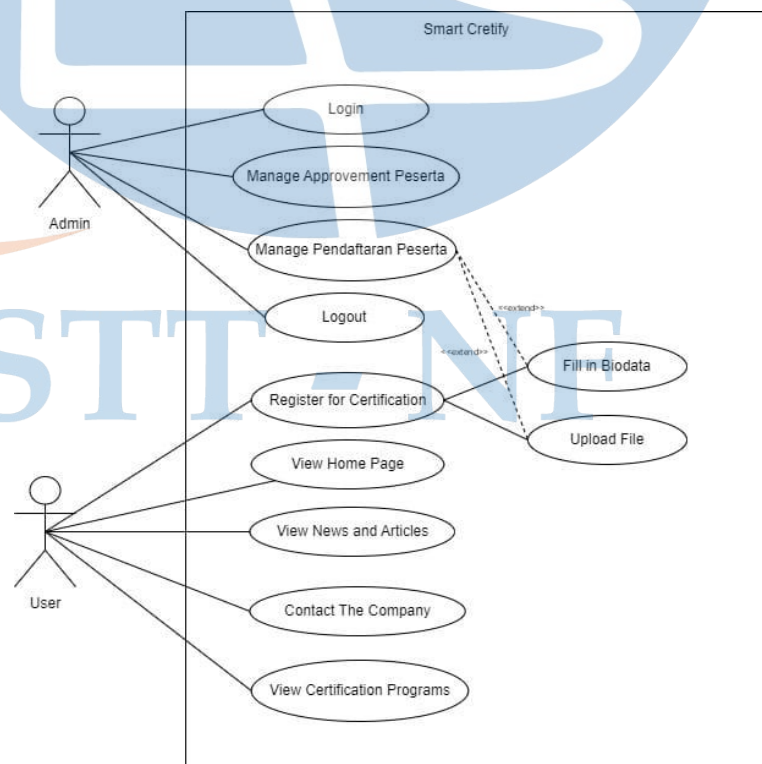 Smart Cretify
Login
Manage Approvement Peserta
Admin
Manage Pendaftaran Peserta
<<extend>>
Logout
<<extend>>
STT - NF
Fill in Biodata
Register for Certification
Upload File
View Home Page
View News and Articles
User
Contact The Company
View Certification Programs